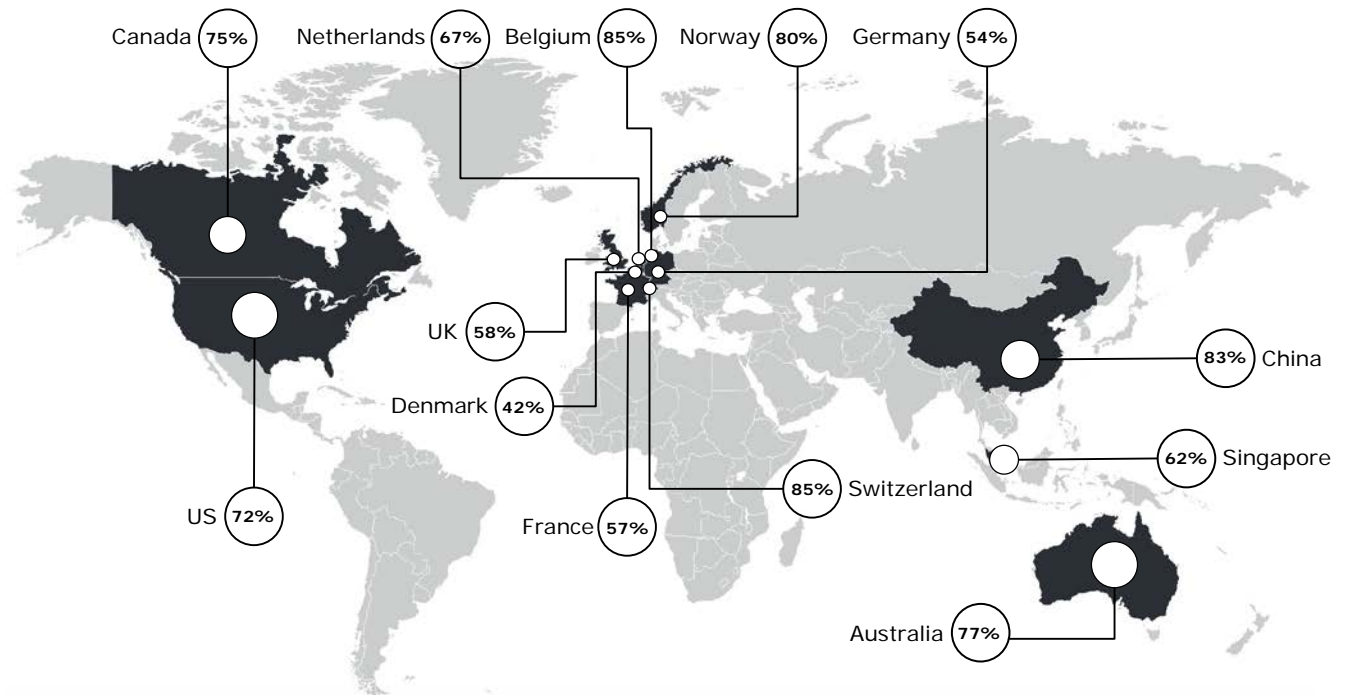 Canada 75%
Netherlands 67%
Belgium 85%
Norway 80%
Germany 54%
UK 58%
83% China
Denmark 42%
62% Singapore
85% Switzerland
US 72%
France 57%
Australia 77%